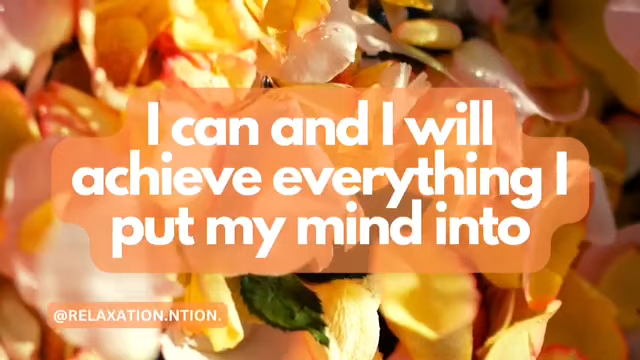 I can and I will
achieve everything I
put my mind into
@RELAXATION.NTION.